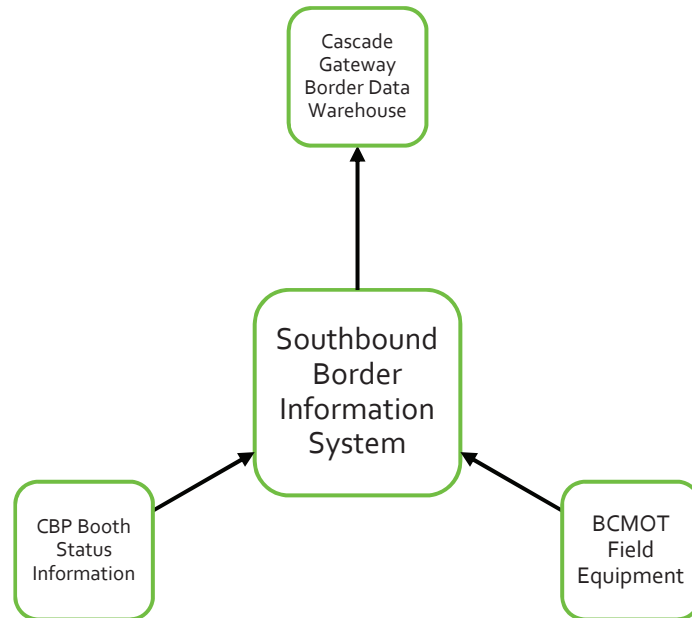 Cascade
Gateway
Border Data
Warehouse
Southbound
Border
Information
System
CBP Booth
Status
Information
BCMOT
Field
Equipment